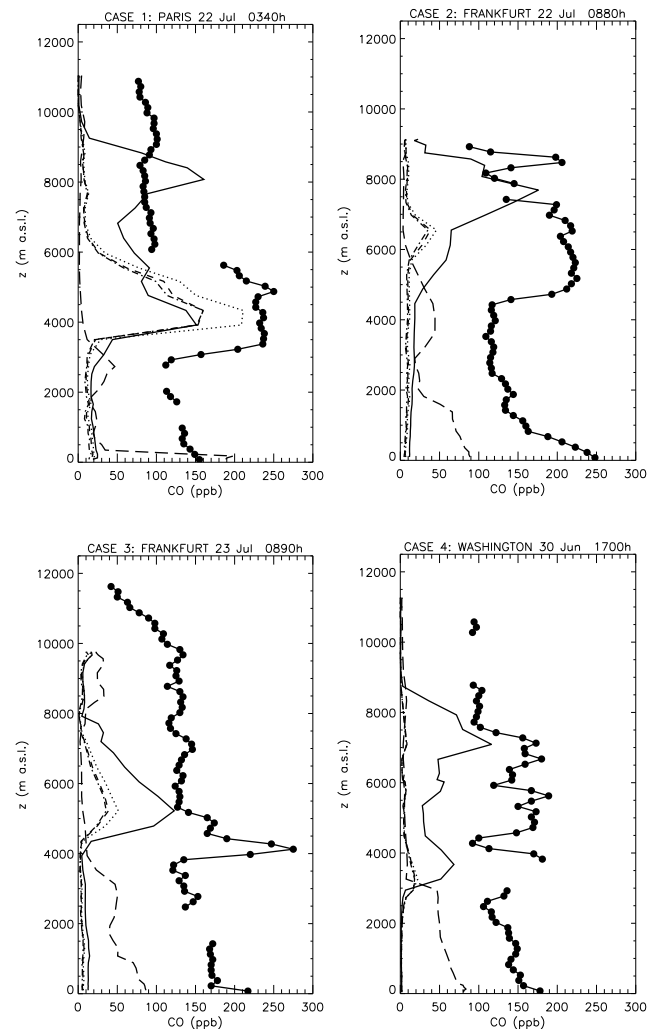 CASE 1: PARIS 22 Jul 0340h
12000
10000
8000
6000
4000
2000
0
z (m a.s.l.)
0 50 100 150 200 250 300
CO (ppb)
CASE 2: FRANKFURT 22 Jul 0880h
12000
10000
8000
6000
4000
2000
0
z (m a.s.l.)
0 50 100 150 200 250 300
CO (ppb)
CASE 3: FRANKFURT 23 Jul 0890h
12000
10000
8000
6000
4000
2000
0
z (m a.s.l.)
0 50 100 150 200 250 300
CO (ppb)
CASE 4: WASHINGTON 30 Jun 1700h
12000
10000
8000
6000
4000
2000
0
z (m a.s.l.)
0 50 100 150 200 250 300
CO (ppb)